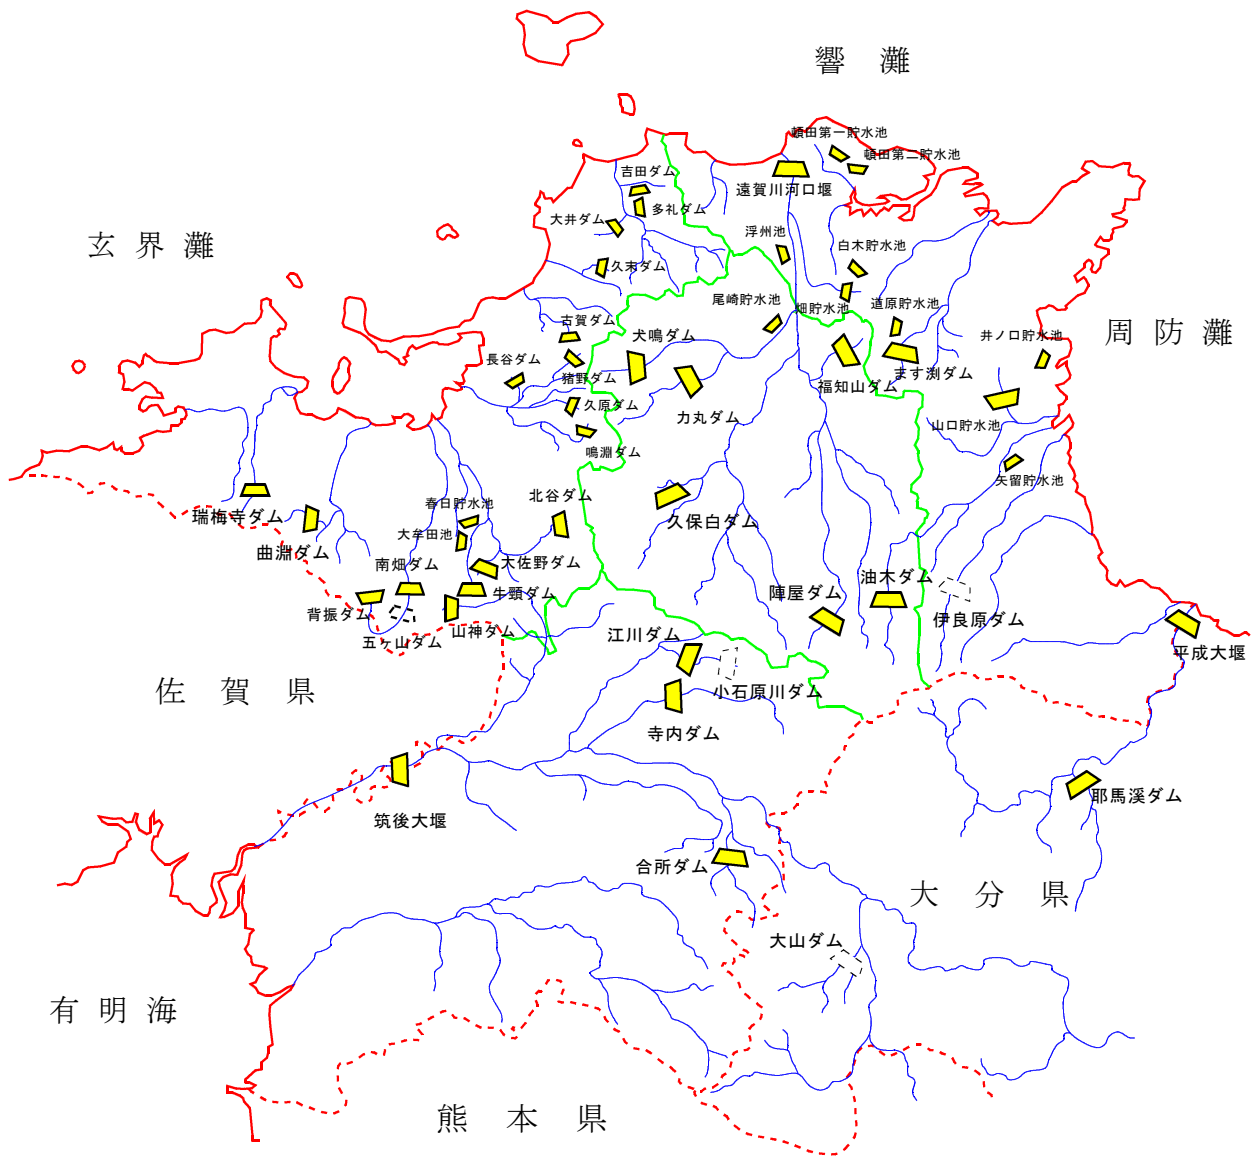 響灘
頓田第一貯水池
頓田第二貯水池
吉田ダム
遠賀川河口堰
多礼ダム
大井ダム
浮州池
玄界灘
白木貯水池
久末ダム
尾崎貯水池
畑貯水池
道原貯水池
古賀ダム
犬鳴ダム
井ノ口貯水池
周防灘
長谷ダム
猪野ダム
福知山ダム
ます渕ダム
久原ダム
力丸ダム
山口貯水池
鳴淵ダム
矢留貯水池
北谷ダム
春日貯水池
瑞梅寺ダム
久保白ダム
大牟田池
曲淵ダム
南畑ダム
大佐野ダム
油木ダム
牛頸ダム
陣屋ダム
背振ダム
伊良原ダム
山神ダム
五ヶ山ダム
江川ダム
平成大堰
佐賀県
小石原川ダム
寺内ダム
耶馬溪ダム
筑後大堰
合所ダム
大分県
大山ダム
有明海
熊本県